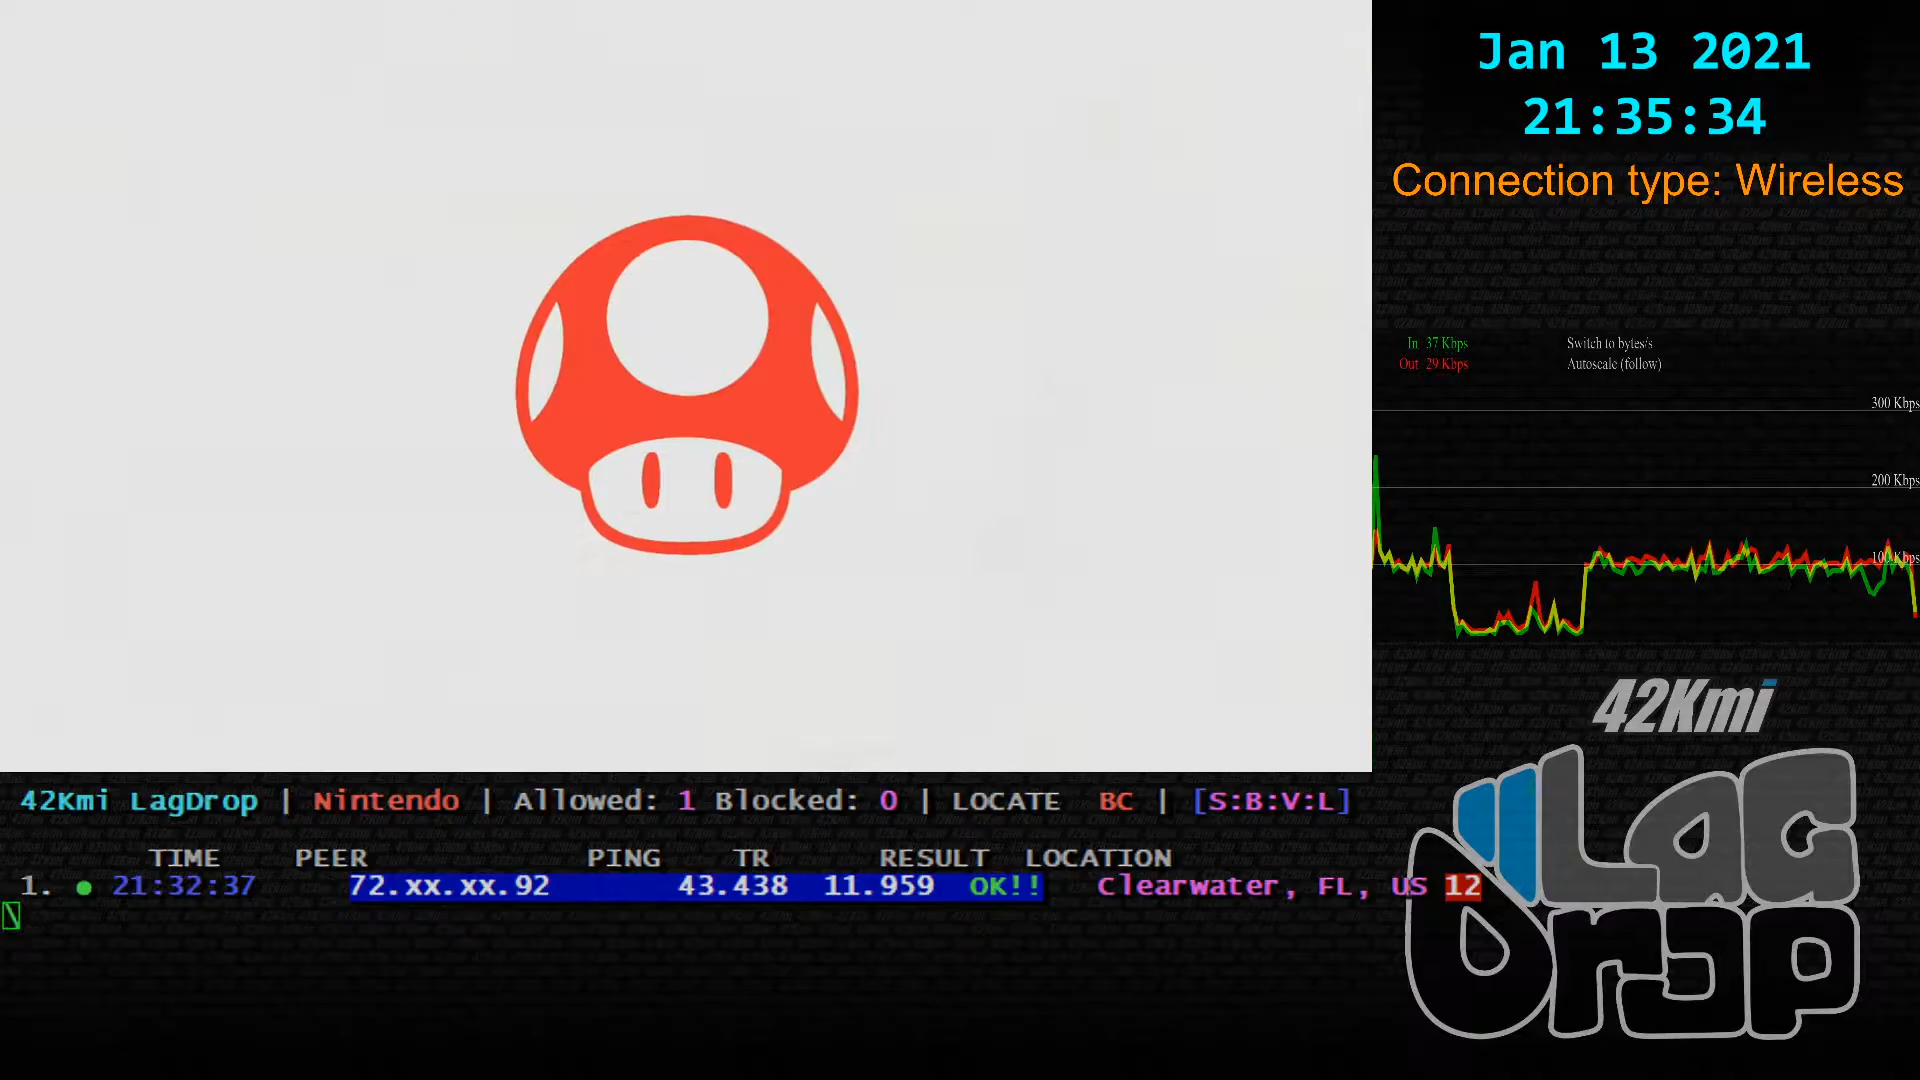 Jan 13 2021
21:35:34
Connection type: Wireless
In 37 Kbps
Switch to bytes/s
Out 29 Kbps
Autoscale (follow)
300 Kbps
200 Kbps
100 Kbps
42Kmi
LAG
Drop
42Kmi LagDrop | Nintendo | Allowed: 1 Blocked: 0 | LOCATE BC | [S:B:V:L]
TIME PEER PING TR RESULT LOCATION
1. 21:32:37 72.xx.xx.92 43.438 11.959 OK!! Clearwater, FL, US 12